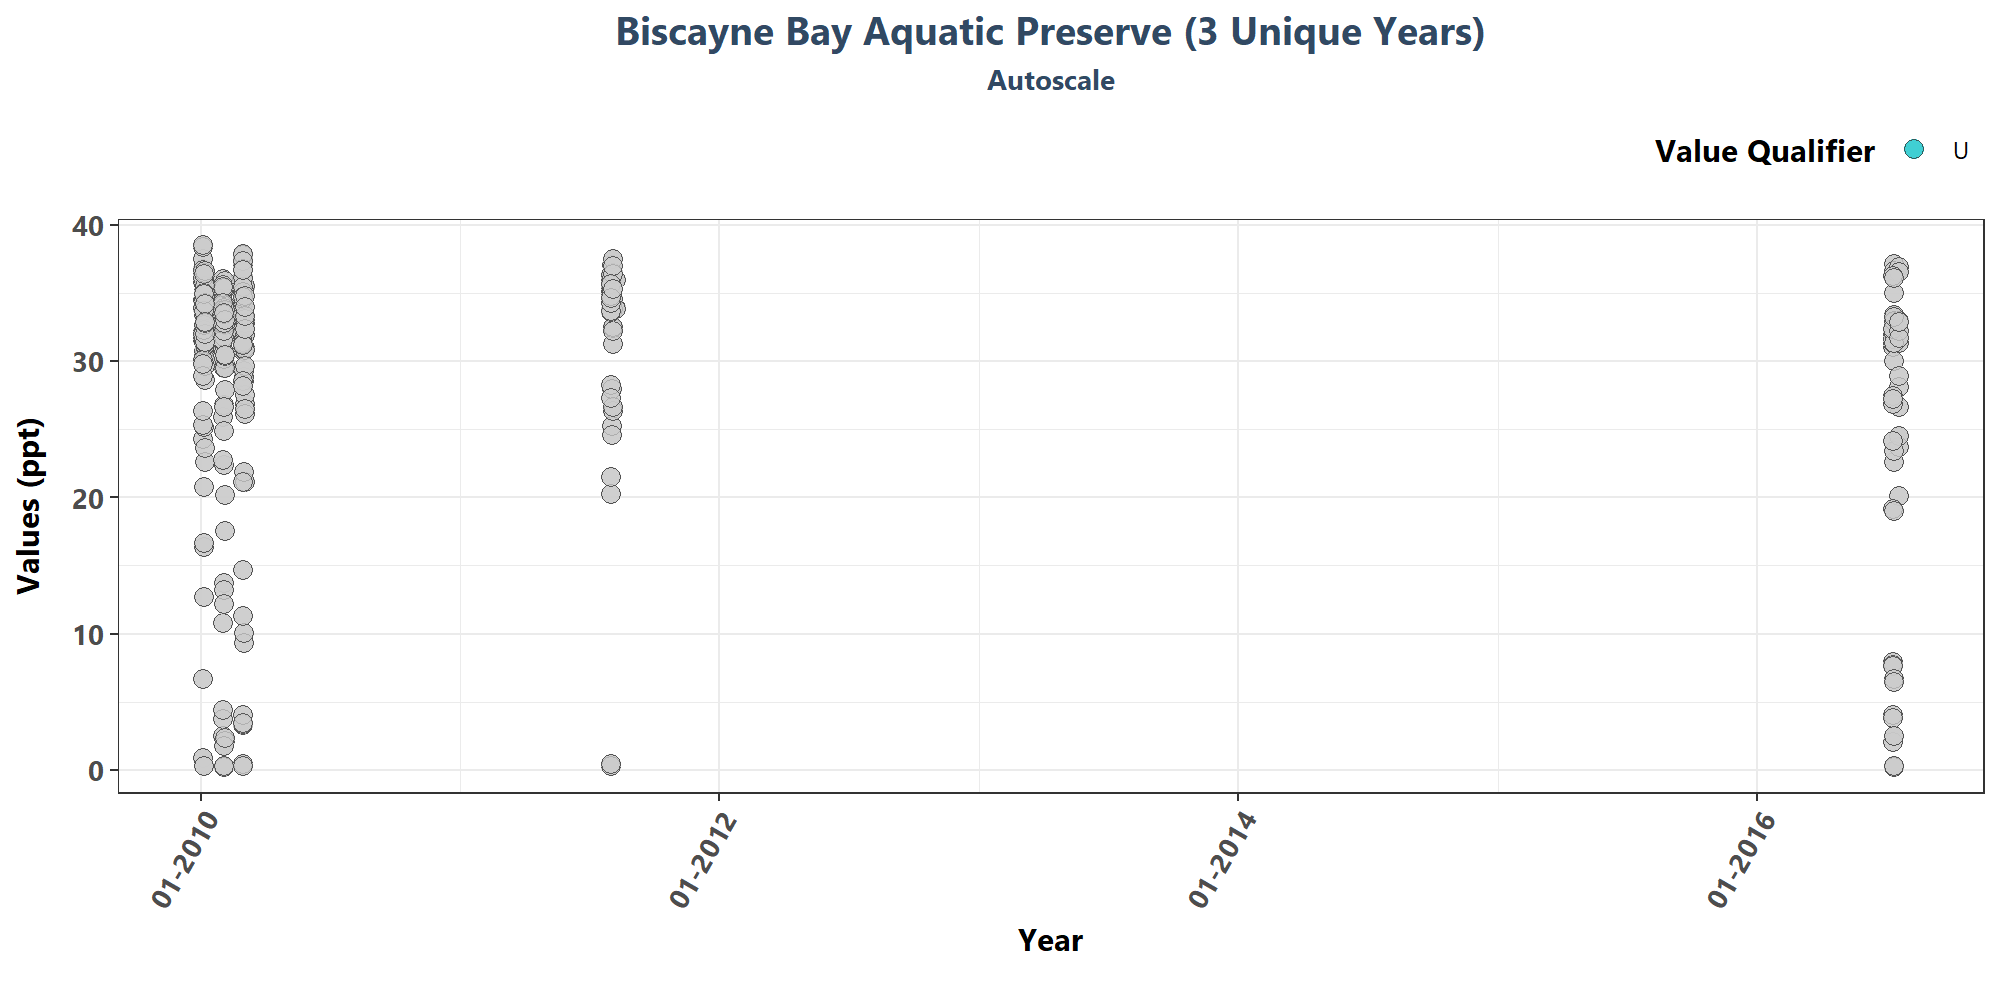 Biscayne Bay Aquatic Preserve (3 Unique Years)
Autoscale
Value Qualifier U
Values (ppt)
40
30
20
10
0
01-2010 01-2012 01-2014 01-2016
Year